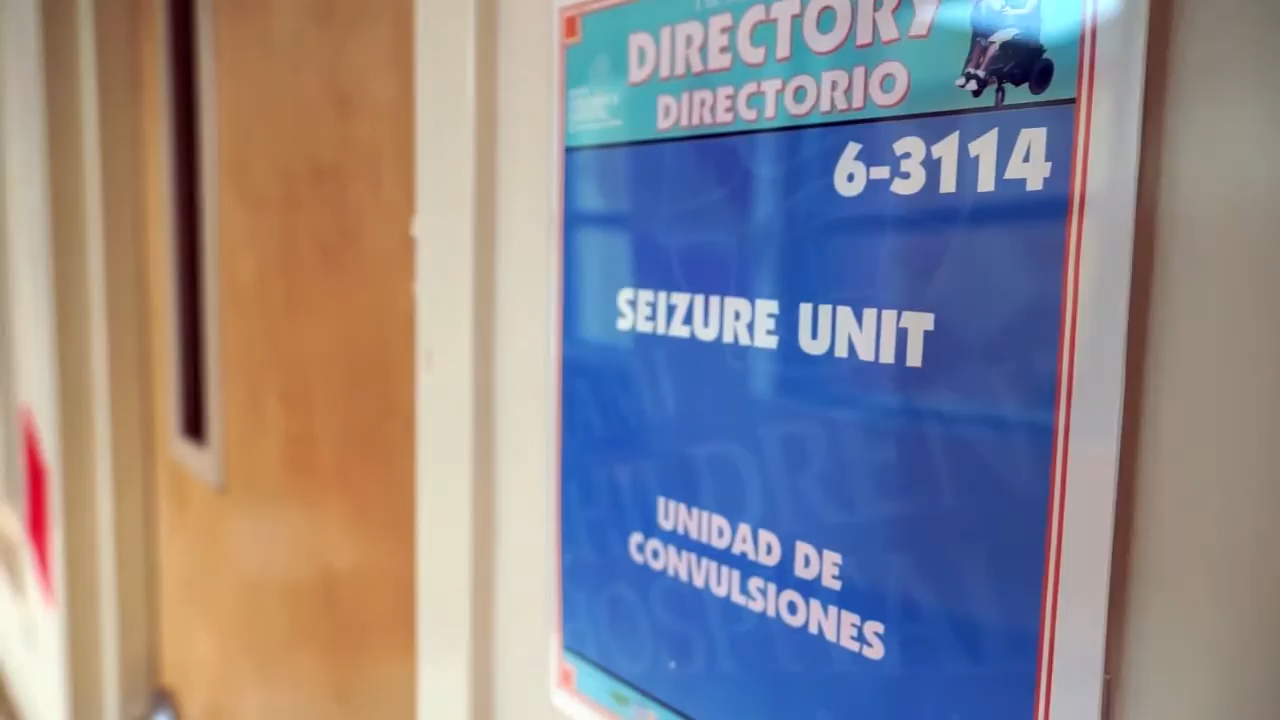 DIRECTORY
DIRECTORIO
6-3114
SEIZURE UNIT
UNIDAD DE
CONVULSIONES